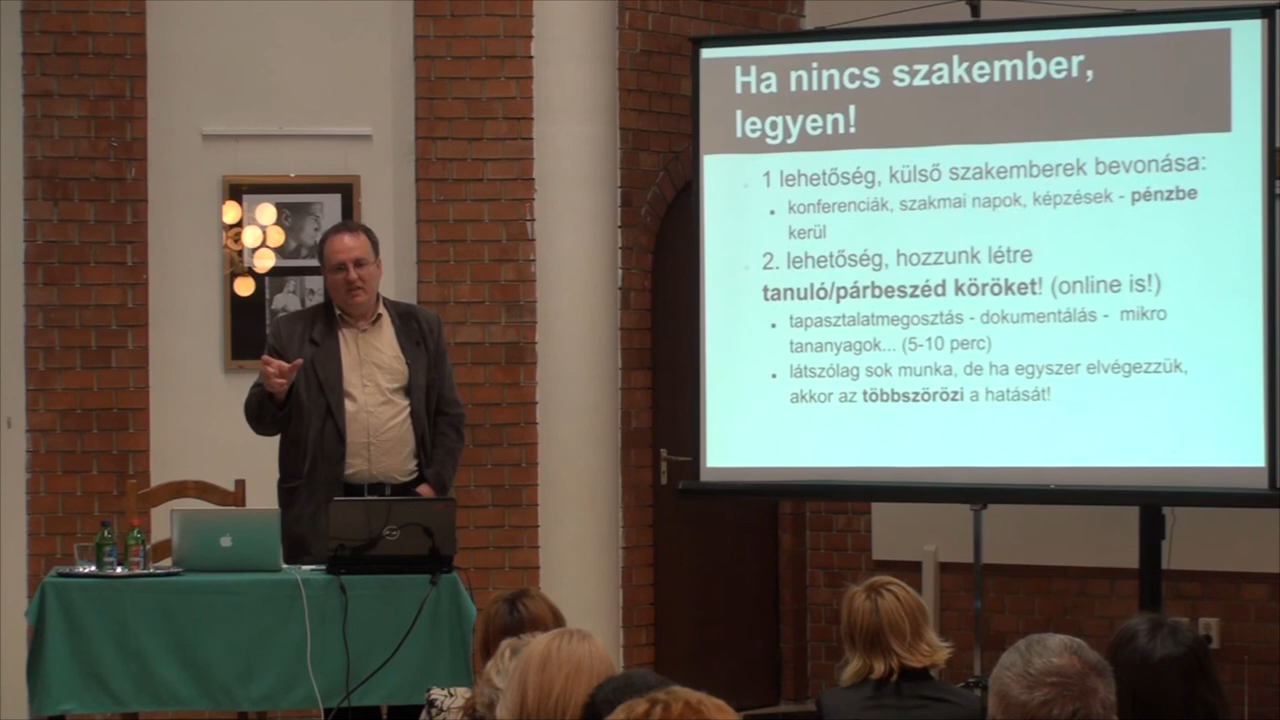 Ha nincs szakember,
legyen!
1 lehetőség, külső szakemberek bevonása:
konferenciák, szakmai napok, képzések - pénzbe
kerül
2. lehetőség, hozzunk létre
tanuló/párbeszéd köröket! (online is!)
tapasztalatmegosztás - dokumentálás - mikro
tananyagok... (5-10 perc)
látszólag sok munka, de ha egyszer elvégezzük,
akkor az többszörözi a hatását!